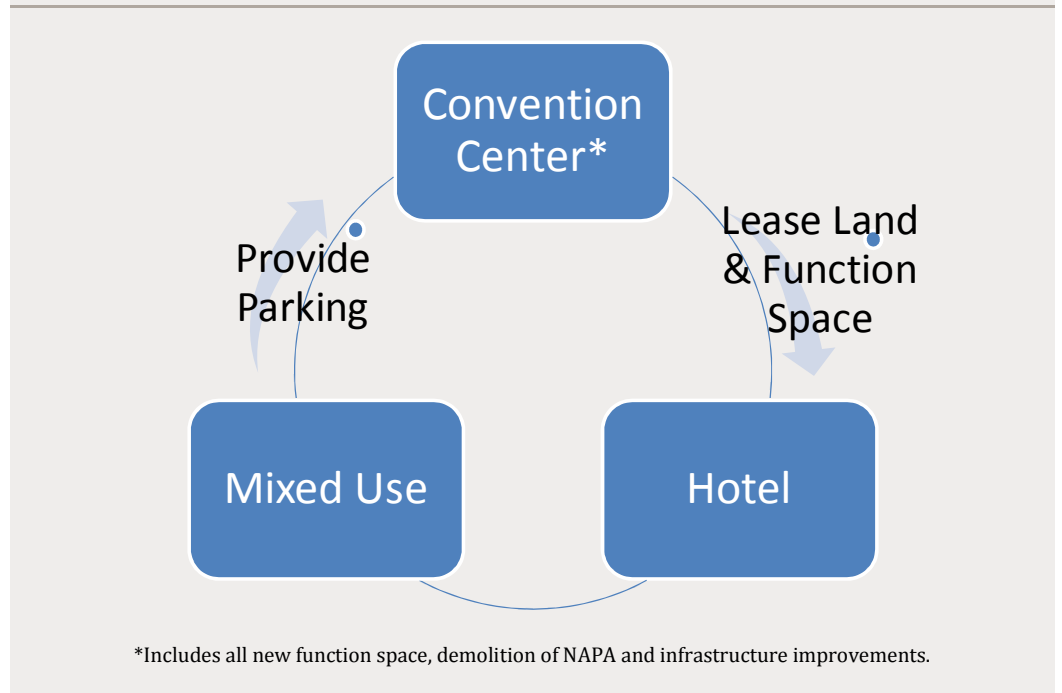 Convention
Center*
Provide
Parking
Lease Land
& Function
Space
Mixed Use
Hotel
*Includes all new function space, demolition of NAPA and infrastructure improvements.